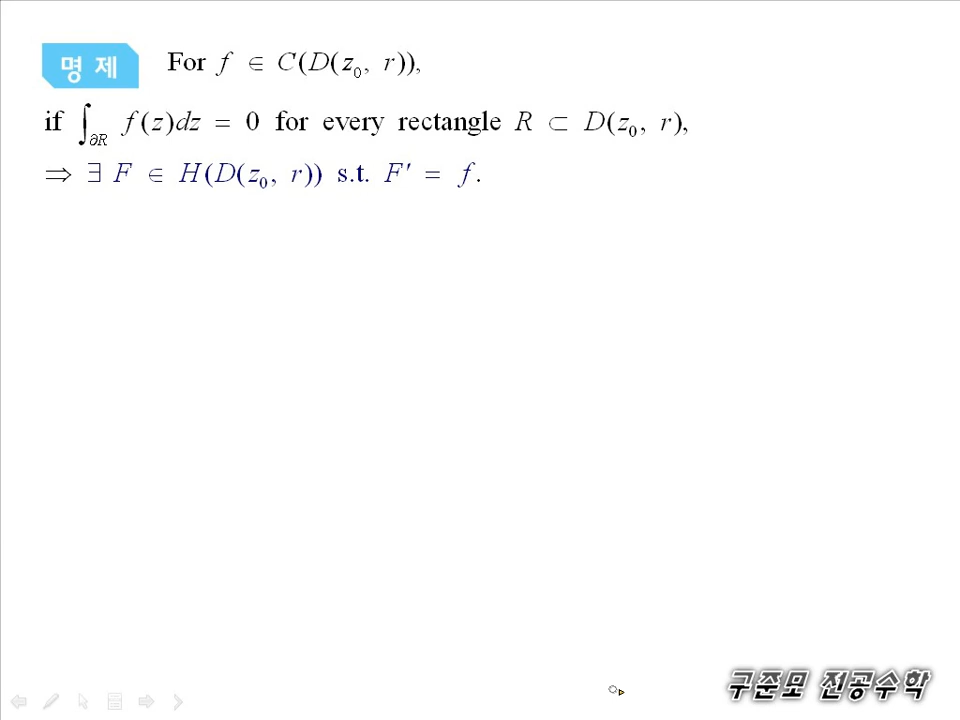 명 제 For f ∈ C(D(z₀, r)),
if ∫_∂R f(z)dz = 0 for every rectangle R ⊂ D(z₀, r),
⇒ ∃ F ∈ H(D(z₀, r)) s.t. F′ = f.
구준모 전공수학